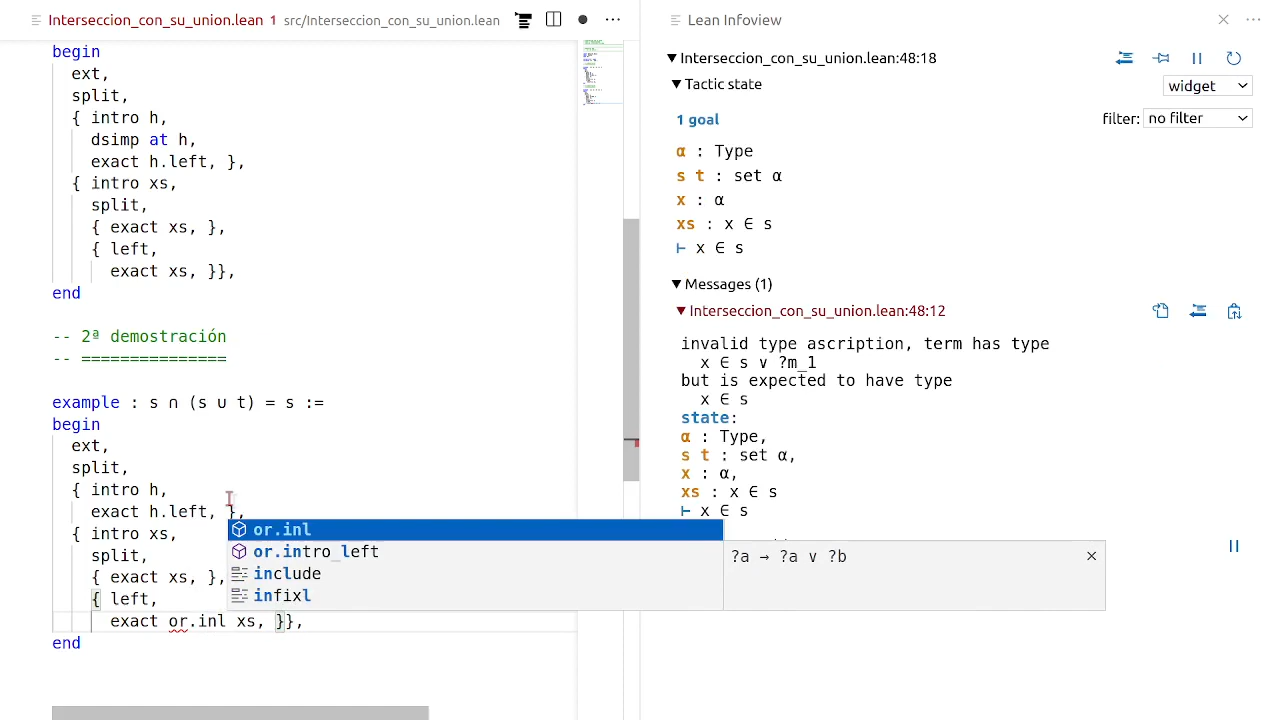 Interseccion_con_su_union.lean 1 src/Interseccion_con_su_union.lean
begin
ext,
split,
{ intro h,
dsimp at h,
exact h.left, },
{ intro xs,
split,
{ exact xs, },
{ left,
exact xs, }},
end
-- 2ª demostración
-- ===============
example : s ∩ (s ∪ t) = s :=
begin
ext,
split,
{ intro h,
exact h.left, },
{ intro xs,
split,
{ exact xs, },
{ left,
exact or.inl xs, }},
end
or.inl
or.intro_left
include
infixl
?a → ?a ∨ ?b
Lean Infoview
Interseccion_con_su_union.lean:48:18
Tactic state
widget
1 goal
filter: no filter
α : Type
s t : set α
x : α
xs : x ∈ s
⊢ x ∈ s
Messages (1)
Interseccion_con_su_union.lean:48:12
invalid type ascription, term has type
x ∈ s ∨ ?m_1
but is expected to have type
x ∈ s
state:
α : Type,
s t : set α,
x : α,
xs : x ∈ s
⊢ x ∈ s